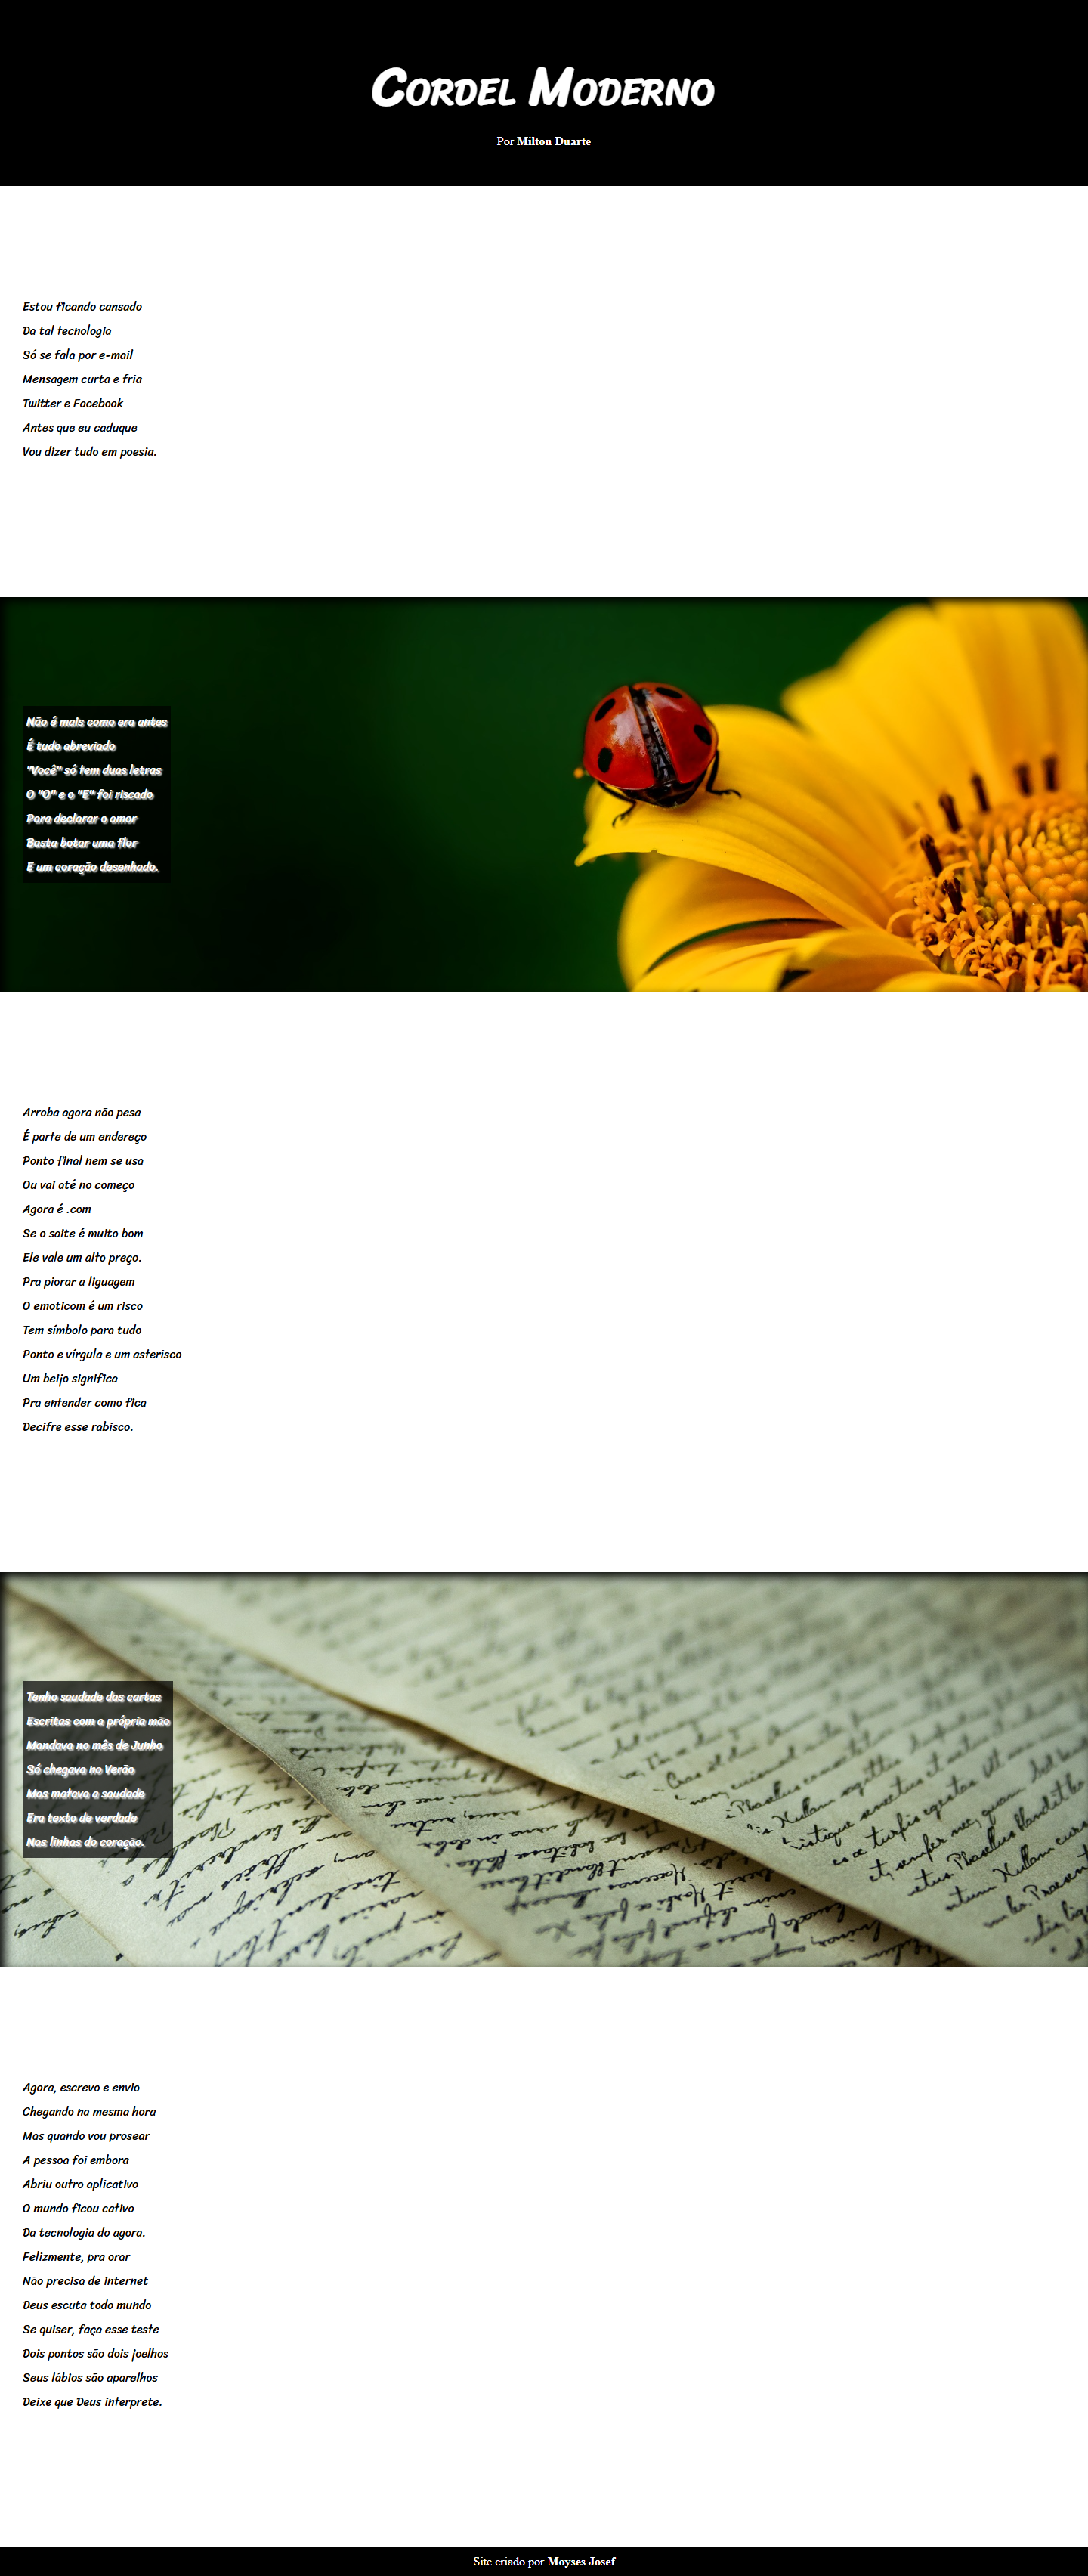 Cordel Moderno
Por Milton Duarte
Estou ficando cansado
Da tal tecnologia
Só se fala por e-mail
Mensagem curta e fria
Twitter e Facebook
Antes que eu caduque
Vou dizer tudo em poesia.
Não é mais como era antes
É tudo abreviado
"Você" só tem duas letras
O "O" e o "E" foi riscado
Para declarar o amor
Basta botar uma flor
E um coração desenhado.
Arroba agora não pesa
É parte de um endereço
Ponto final nem se usa
Ou vai até no começo
Agora é .com
Se o saite é muito bom
Ele vale um alto preço.
Pra piorar a liguagem
O emoticom é um risco
Tem símbolo para tudo
Ponto e vírgula e um asterisco
Um beijo significa
Pra entender como fica
Decifre esse rabisco.
Tenho saudade das cartas
Escritas com a própria mão
Mandava no mês de Junho
Só chegava no Verão
Mas matava a saudade
Era texto de verdade
Nas linhas do coração.
Agora, escrevo e envio
Chegando na mesma hora
Mas quando vou prosear
A pessoa foi embora
Abriu outro aplicativo
O mundo ficou cativo
Da tecnologia do agora.
Felizmente, pra orar
Não precisa de internet
Deus escuta todo mundo
Se quiser, faça esse teste
Dois pontos são dois joelhos
Seus lábios são aparelhos
Deixe que Deus interprete.
Site criado por Moyses Josef